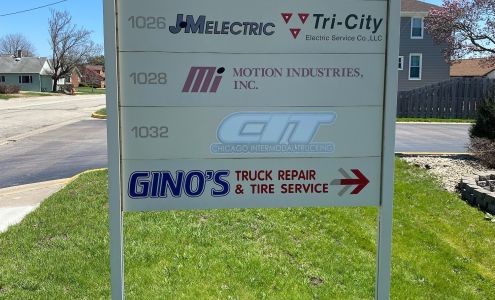 1026 J-M ELECTRIC Tri-City
Electric Service Co., LLC
1028 mi MOTION INDUSTRIES,
INC.
1032 CIT
CHICAGO INTERMODAL TRUCKING
GINO'S TRUCK REPAIR
& TIRE SERVICE